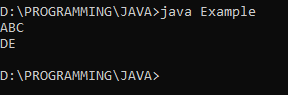 D:\PROGRAMMING\JAVA>java Example
ABC
DE
D:\PROGRAMMING\JAVA>